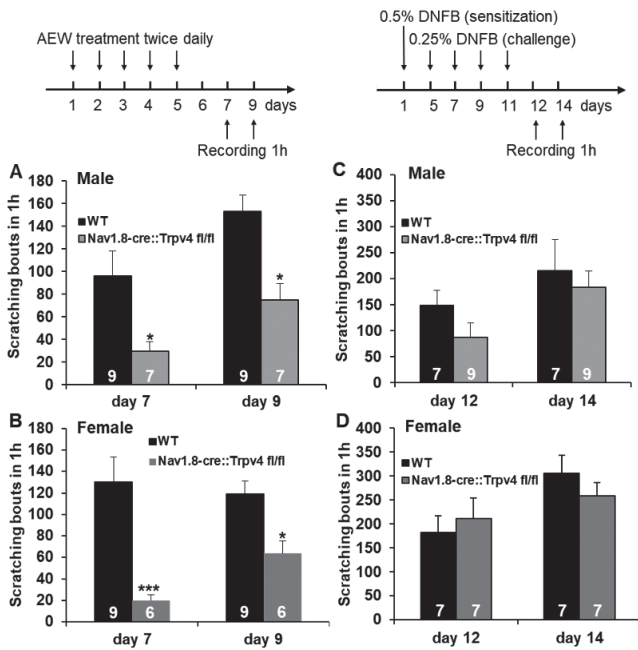 AEW treatment twice daily
1 2 3 4 5 6 7 9 days
Recording 1h
0.5% DNFB (sensitization)
0.25% DNFB (challenge)
1 5 7 9 11 12 14 days
Recording 1h
A Male
Scratching bouts in 1h
180
160
140
120
100
80
60
40
20
0
WT
Nav1.8-cre::Trpv4 fl/fl
*
*
9 7 9 7
day 7 day 9
B Female
Scratching bouts in 1h
180
160
140
120
100
80
60
40
20
0
WT
Nav1.8-cre::Trpv4 fl/fl
***
*
9 6 9 6
day 7 day 9
C Male
Scratching bouts in 1h
400
350
300
250
200
150
100
50
0
WT
Nav1.8-cre::Trpv4 fl/fl
7 9 7 9
day 12 day 14
D Female
Scratching bouts in 1h
400
350
300
250
200
150
100
50
0
WT
Nav1.8-cre::Trpv4 fl/fl
7 7 7 7
day 12 day 14